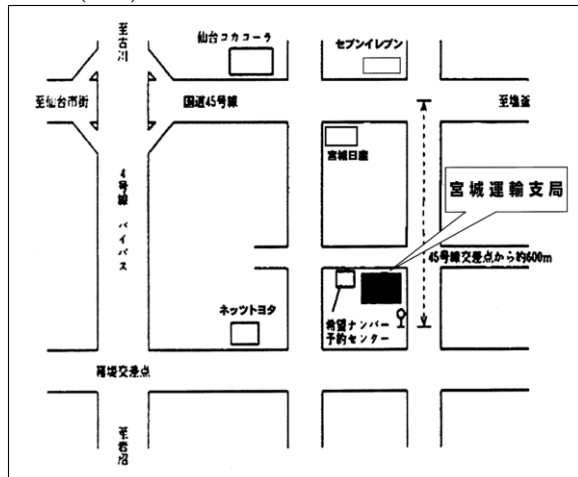 至古川
仙台コカコーラ
セブンイレブン
至仙台市街
国道45号線
至塩釜
宮城日産
4号線バイパス
宮城運輸支局
45号線交差点から約600m
ネッツトヨタ
希望ナンバー
予約センター
箱堤交差点
至岩沼